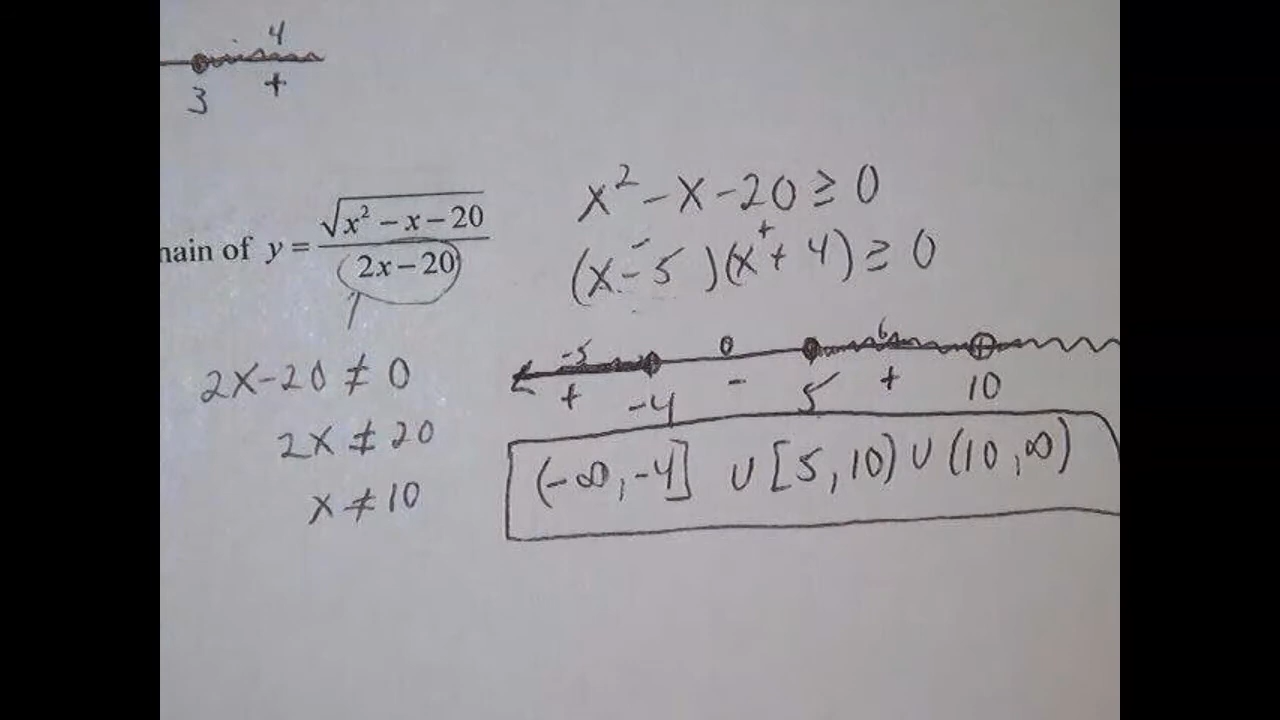 4
3 +
main of y = √(x² − x − 20) / (2x − 20)
2x-20 ≠ 0
2x ≠ 20
x ≠ 10
x² - x - 20 ≥ 0
- +
(x - 5)(x + 4) ≥ 0
-5 0 6
+ -4 - 5 + 10
(-∞, -4] ∪ [5, 10) ∪ (10, ∞)